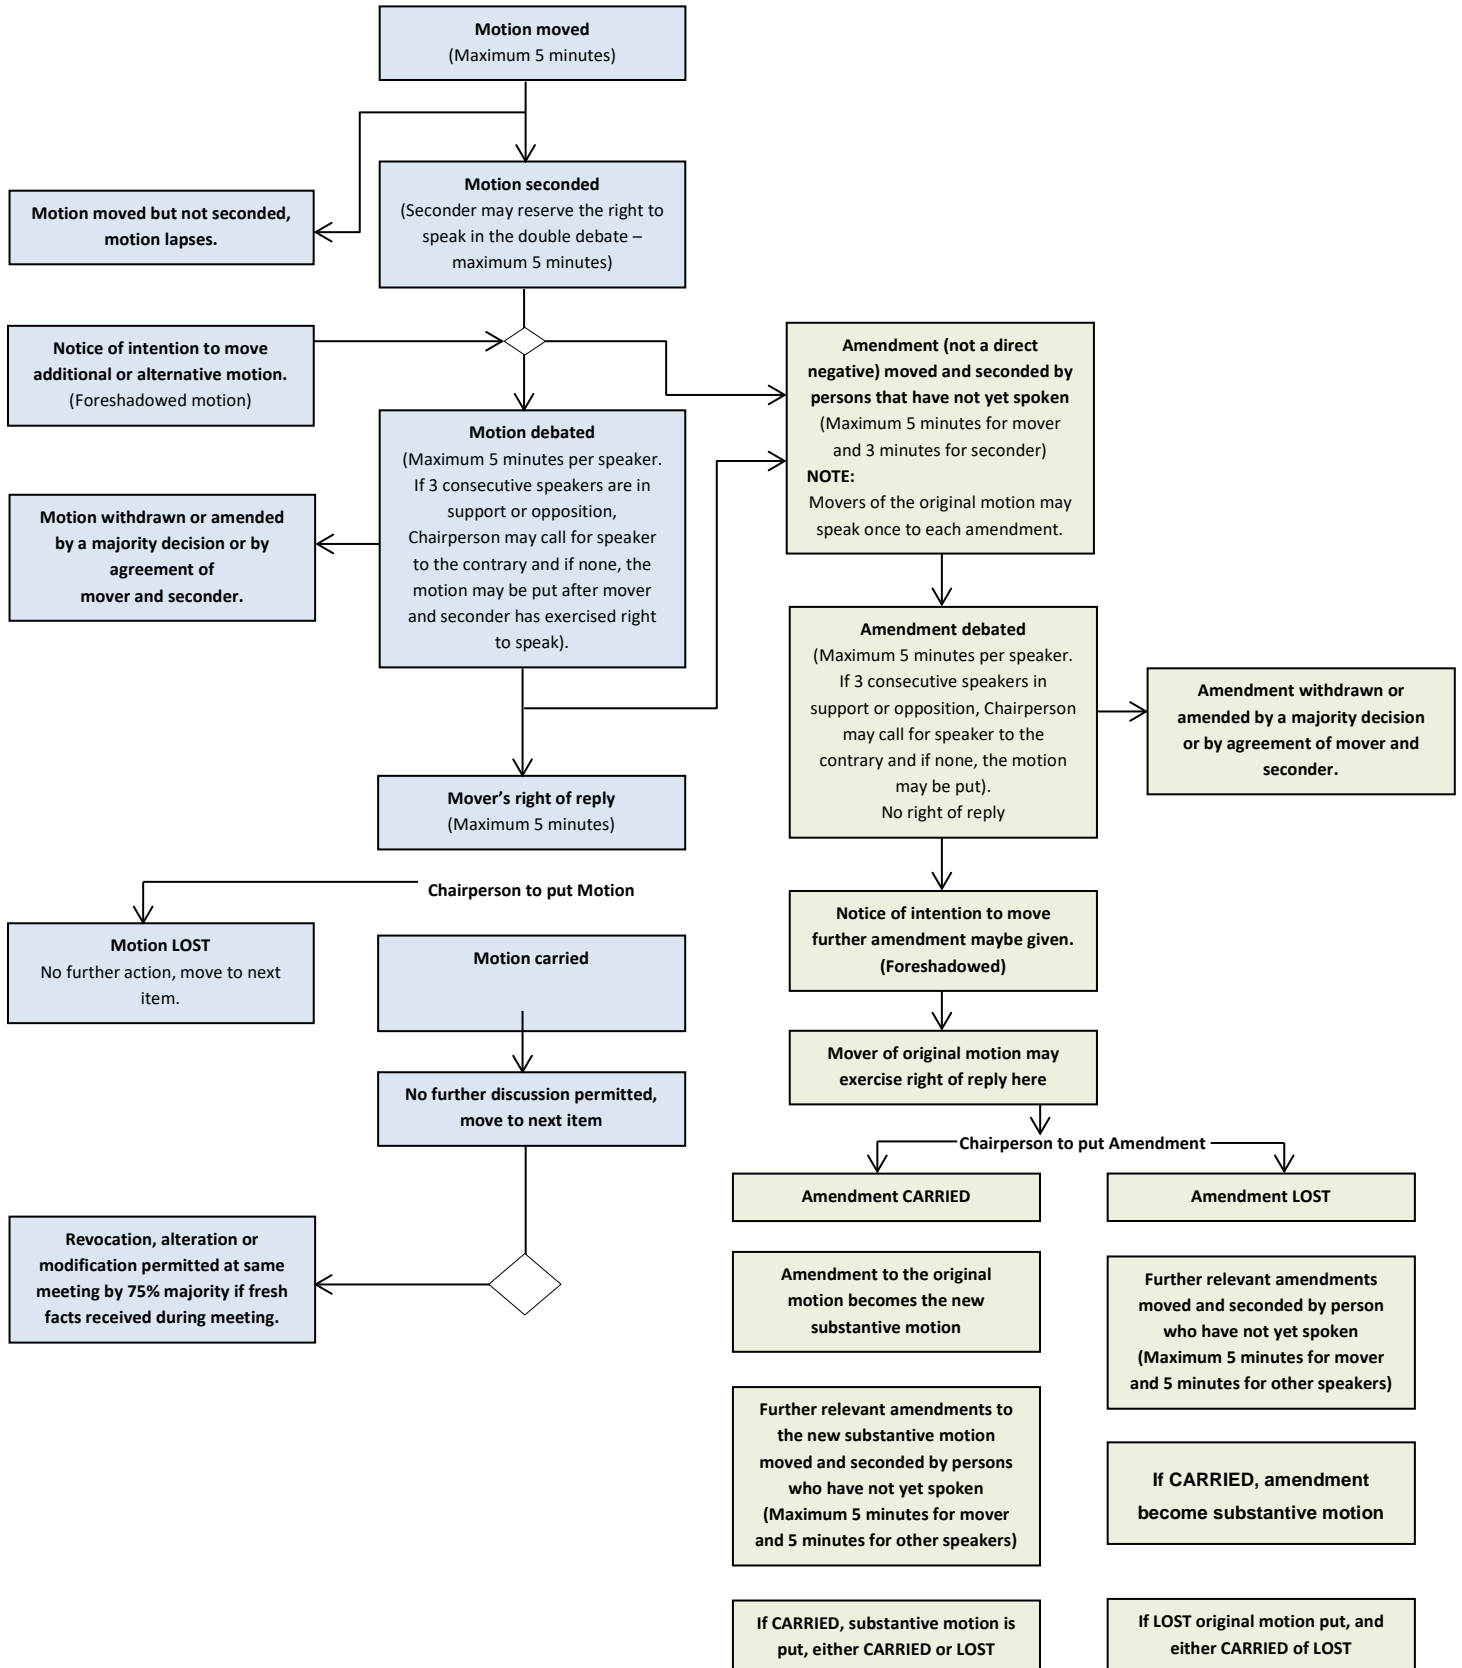 Motion moved
(Maximum 5 minutes)
Motion seconded
(Seconder may reserve the right to
speak in the double debate –
maximum 5 minutes)
Motion moved but not seconded,
motion lapses.
Notice of intention to move
additional or alternative motion.
(Foreshadowed motion)
Motion debated
(Maximum 5 minutes per speaker.
If 3 consecutive speakers are in
support or opposition,
Chairperson may call for speaker
to the contrary and if none, the
motion may be put after mover
and seconder has exercised right
to speak).
Motion withdrawn or amended
by a majority decision or by
agreement of
mover and seconder.
Mover’s right of reply
(Maximum 5 minutes)
Chairperson to put Motion
Motion LOST
No further action, move to next
item.
Motion carried
No further discussion permitted,
move to next item
Revocation, alteration or
modification permitted at same
meeting by 75% majority if fresh
facts received during meeting.
Amendment (not a direct
negative) moved and seconded by
persons that have not yet spoken
(Maximum 5 minutes for mover
and 3 minutes for seconder)
NOTE:
Movers of the original motion may
speak once to each amendment.
Amendment debated
(Maximum 5 minutes per speaker.
If 3 consecutive speakers in
support or opposition, Chairperson
may call for speaker to the
contrary and if none, the motion
may be put).
No right of reply
Amendment withdrawn or
amended by a majority decision
or by agreement of mover and
seconder.
Notice of intention to move
further amendment maybe given.
(Foreshadowed)
Mover of original motion may
exercise right of reply here
Chairperson to put Amendment
Amendment CARRIED
Amendment to the original
motion becomes the new
substantive motion
Further relevant amendments to
the new substantive motion
moved and seconded by persons
who have not yet spoken
(Maximum 5 minutes for mover
and 5 minutes for other speakers)
If CARRIED, substantive motion is
put, either CARRIED or LOST
Amendment LOST
Further relevant amendments
moved and seconded by person
who have not yet spoken
(Maximum 5 minutes for mover
and 5 minutes for other speakers)
If CARRIED, amendment
become substantive motion
If LOST original motion put, and
either CARRIED of LOST